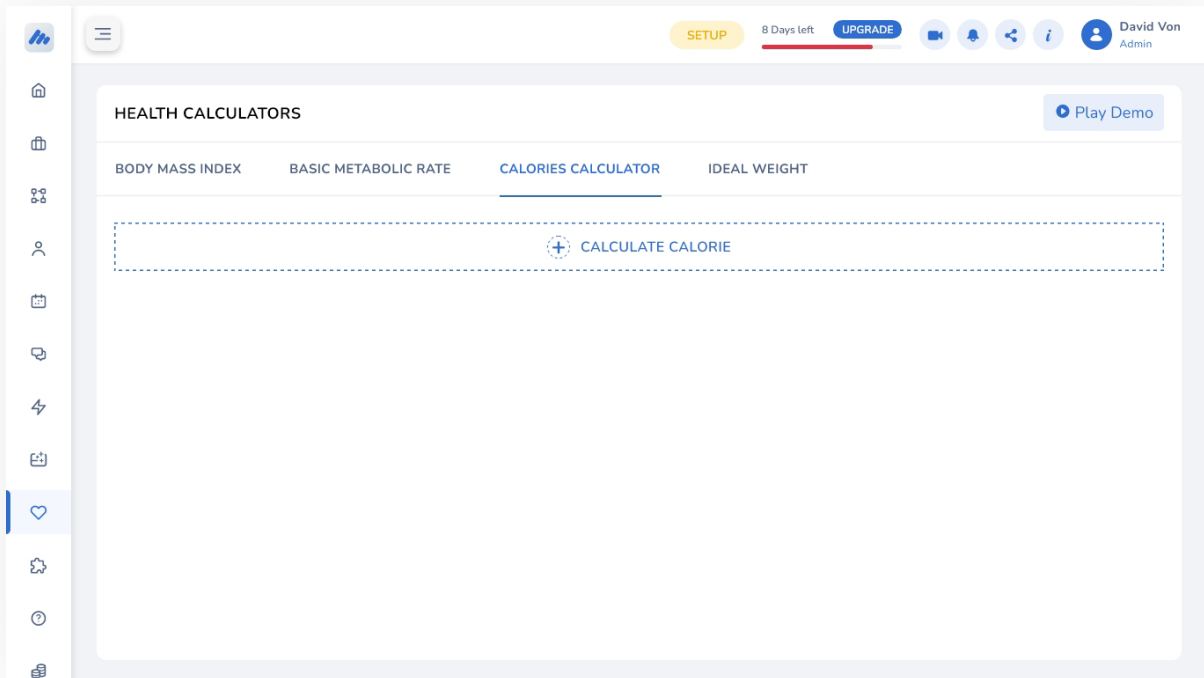 SETUP
8 Days left
UPGRADE
David Von
Admin
HEALTH CALCULATORS
Play Demo
BODY MASS INDEX
BASIC METABOLIC RATE
CALORIES CALCULATOR
IDEAL WEIGHT
CALCULATE CALORIE